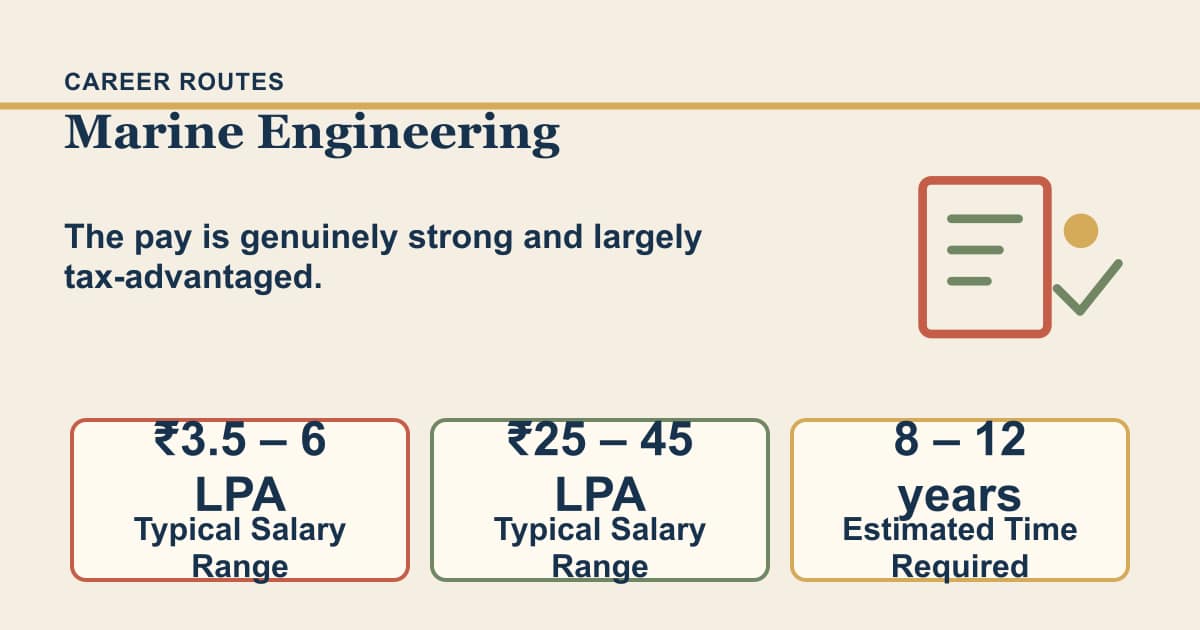 CAREER ROUTES
Marine Engineering
The pay is genuinely strong and largely
tax-advantaged.
₹3.5 – 6
LPA
Typical Salary
Range
₹25 – 45
LPA
Typical Salary
Range
8 – 12
years
Estimated Time
Required